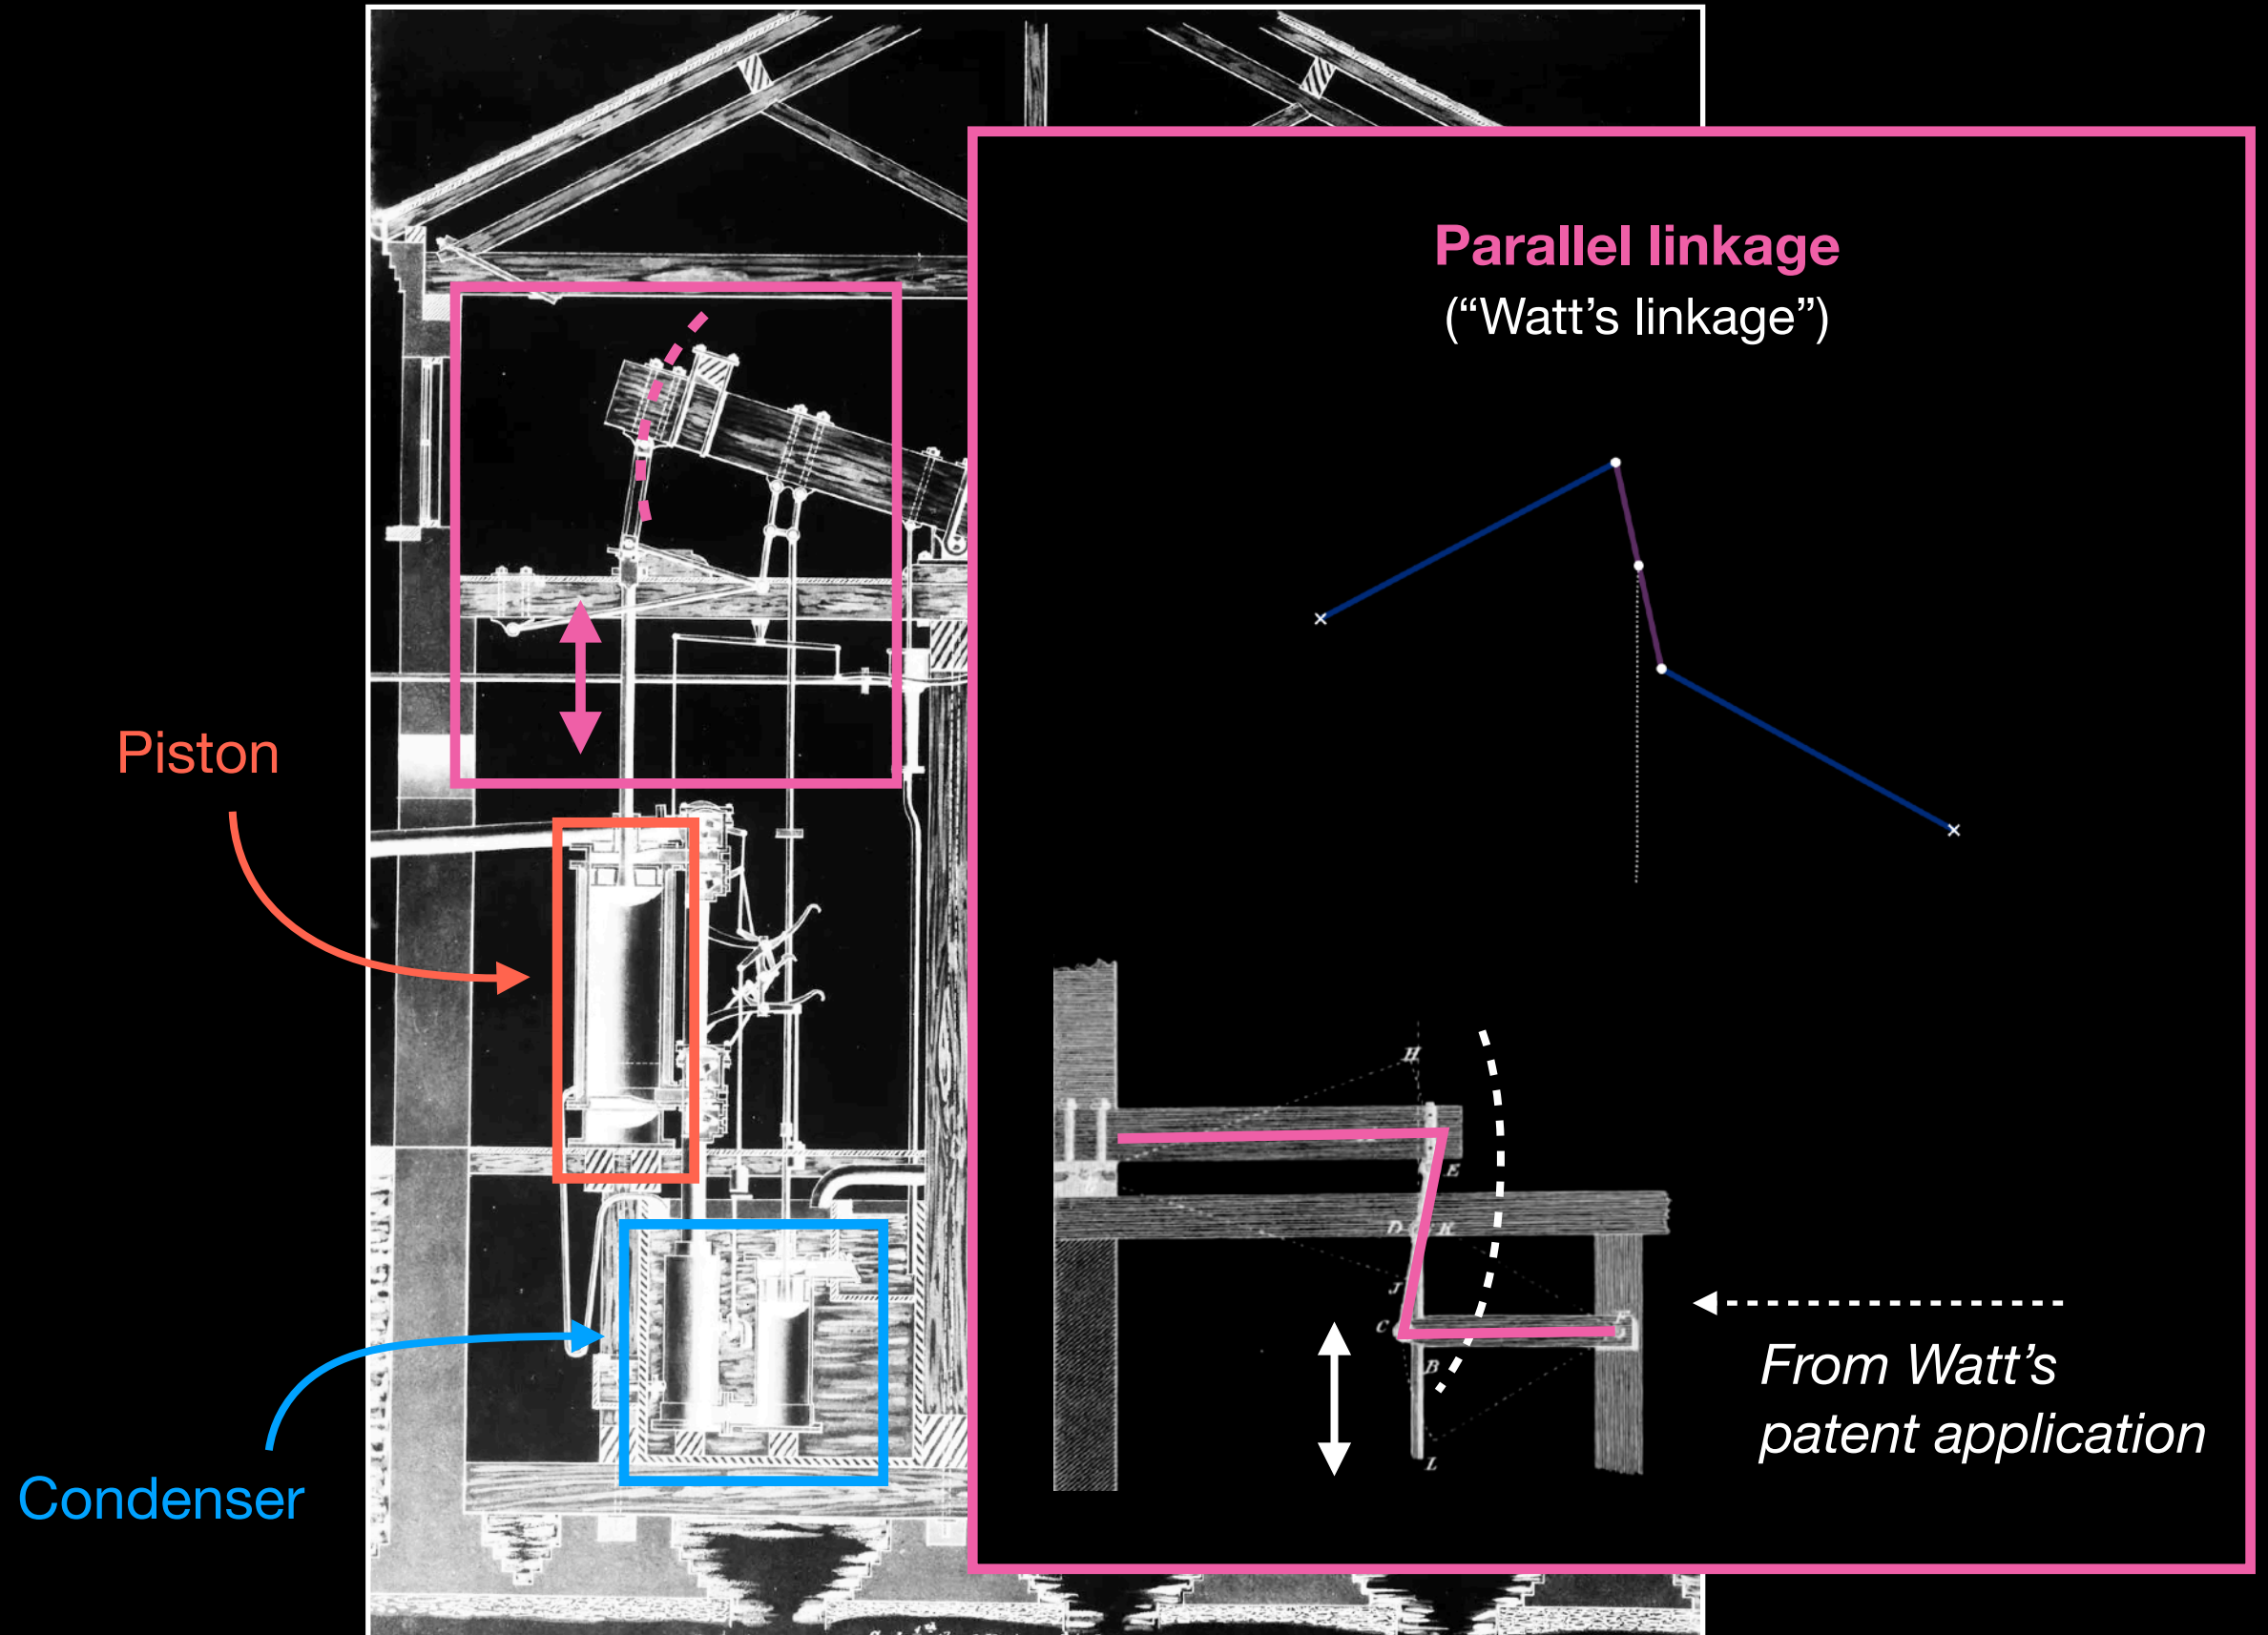 Parallel linkage
(“Watt’s linkage”)
Piston
Condenser
H
E
D
K
J
C
B
L
From Watt’s
patent application